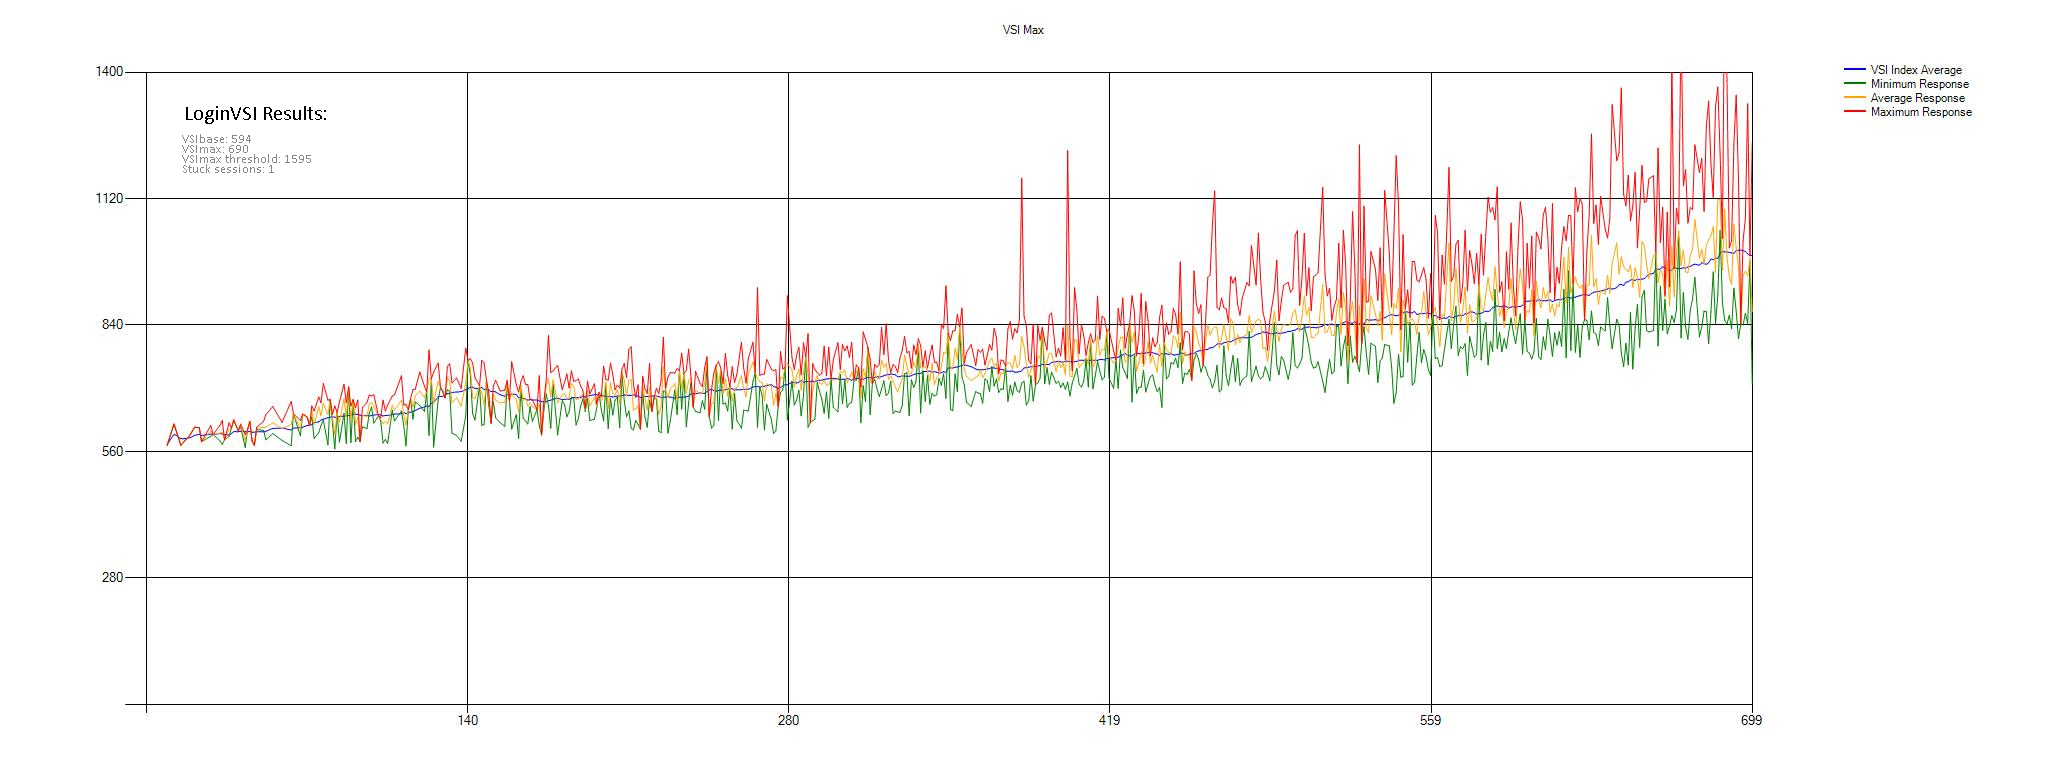 VSI Max
1400
1120
840
560
280
140
280
419
559
699
LoginVSI Results:
VSIbase: 594
VSImax: 690
VSImax threshold: 1595
Stuck sessions: 1
VSI Index Average
Minimum Response
Average Response
Maximum Response